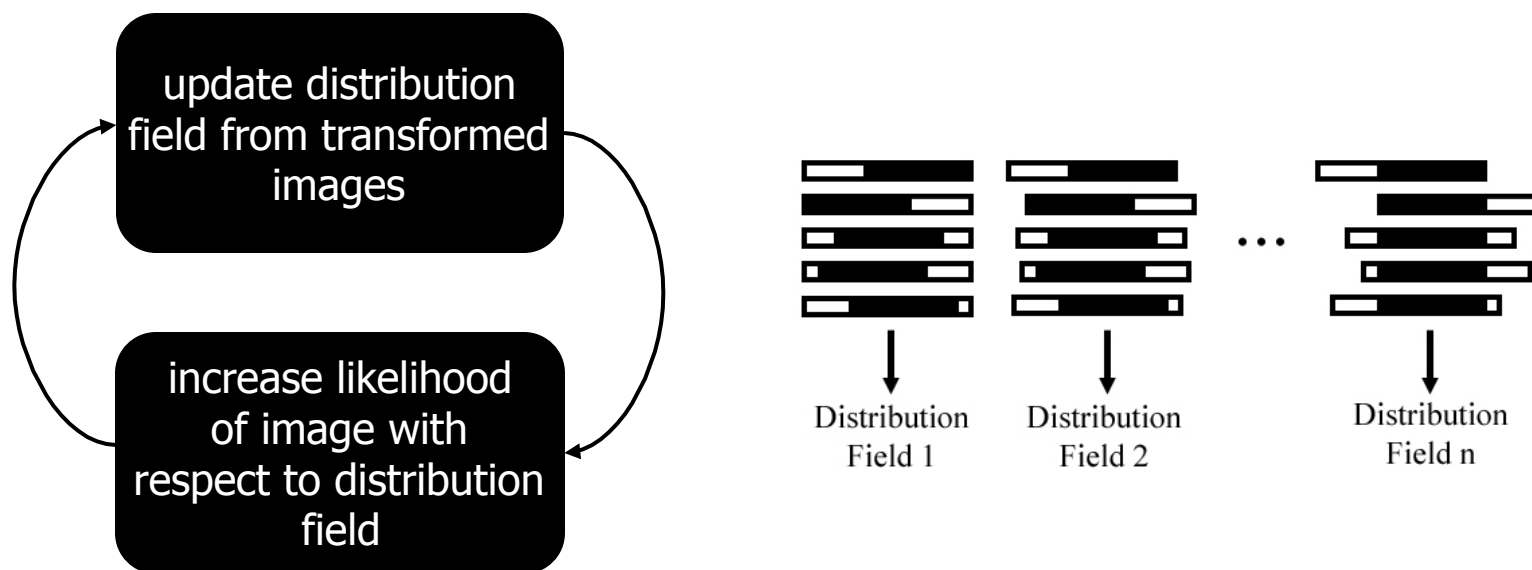 update distribution
field from transformed
images
increase likelihood
of image with
respect to distribution
field
...
Distribution
Field 1
Distribution
Field 2
Distribution
Field n